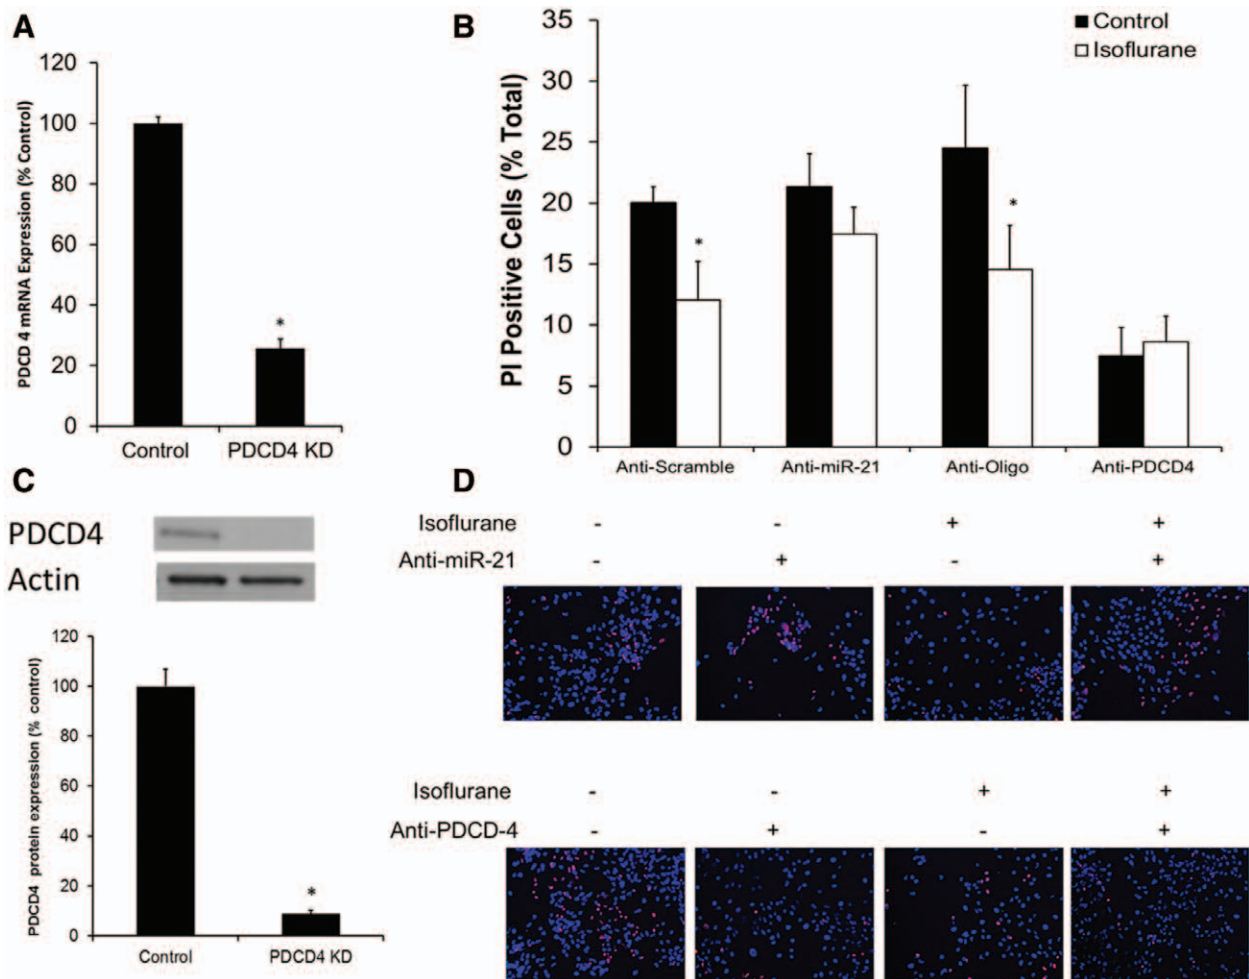 A
PDCD 4 mRNA Expression (% Control)
120
100
80
60
40
20
0
*
Control PDCD4 KD
B
PI Positive Cells (% Total)
35
30
25
20
15
10
5
0
Control
Isoflurane
*
*
Anti-Scramble Anti-miR-21 Anti-Oligo Anti-PDCD4
C
PDCD4
Actin
PDCD4 protein expression (% control)
120
100
80
60
40
20
0
*
Control PDCD4 KD
D
Isoflurane - - + +
Anti-miR-21 - + - +
Isoflurane - - + +
Anti-PDCD-4 - + - +